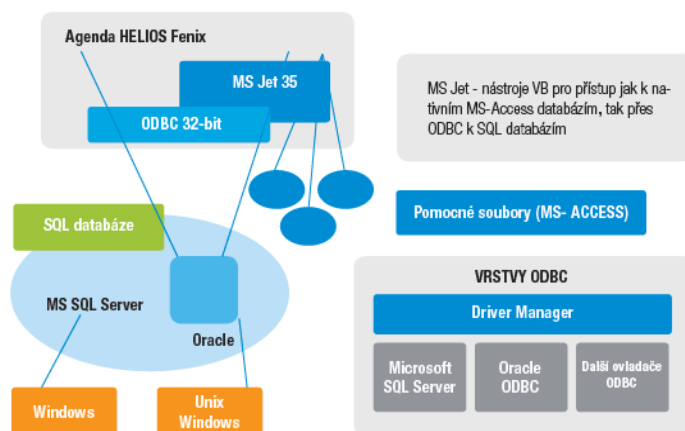 Agenda HELIOS Fenix
MS Jet 35
ODBC 32-bit
MS Jet - nástroje VB pro přístup jak k na-
tivním MS-Access databázím, tak přes
ODBC k SQL databázím
Pomocné soubory (MS- ACCESS)
SQL databáze
MS SQL Server
Oracle
Windows
Unix
Windows
VRSTVY ODBC
Driver Manager
Microsoft
SQL Server
Oracle
ODBC
Další ovladače
ODBC